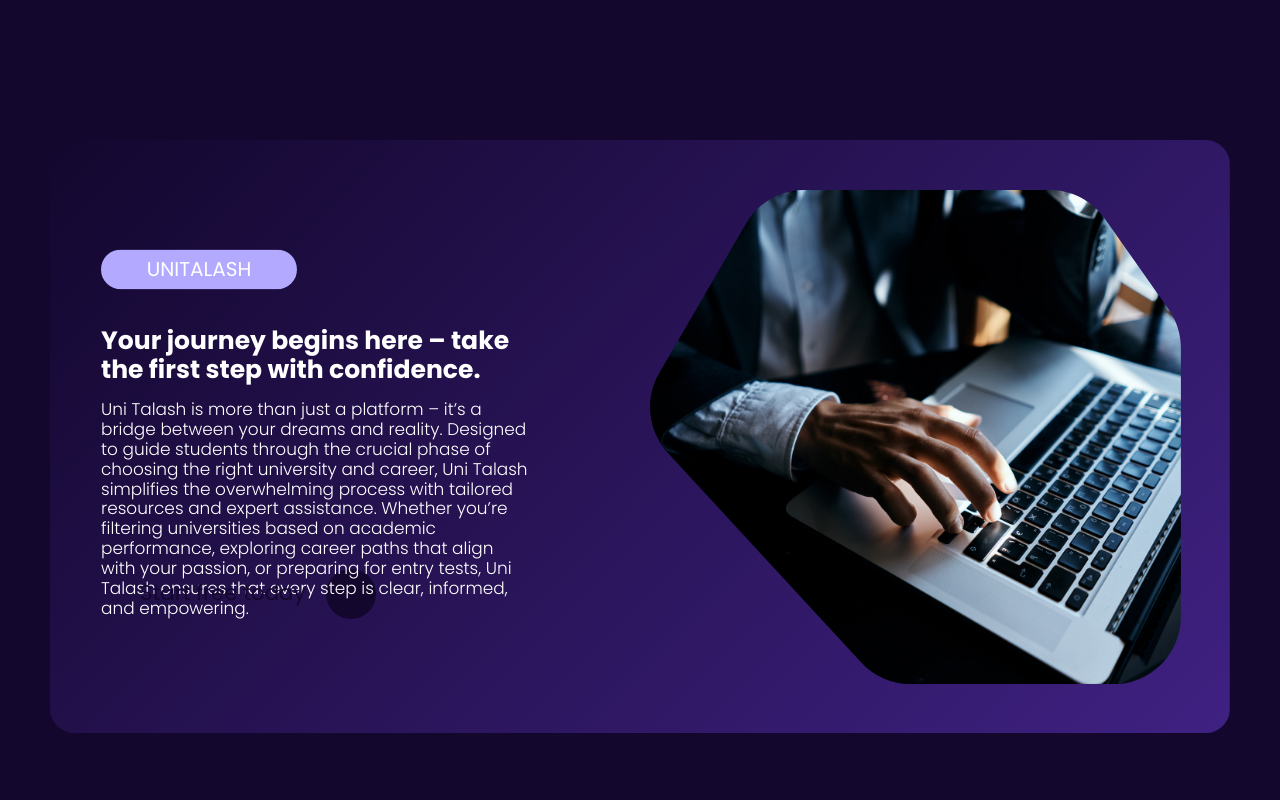 UNITALASH
Your journey begins here – take
the first step with confidence.
Uni Talash is more than just a platform – it’s a
bridge between your dreams and reality. Designed
to guide students through the crucial phase of
choosing the right university and career, Uni Talash
simplifies the overwhelming process with tailored
resources and expert assistance. Whether you’re
filtering universities based on academic
performance, exploring career paths that align
with your passion, or preparing for entry tests, Uni
Talash ensures that every step is clear, informed,
and empowering.